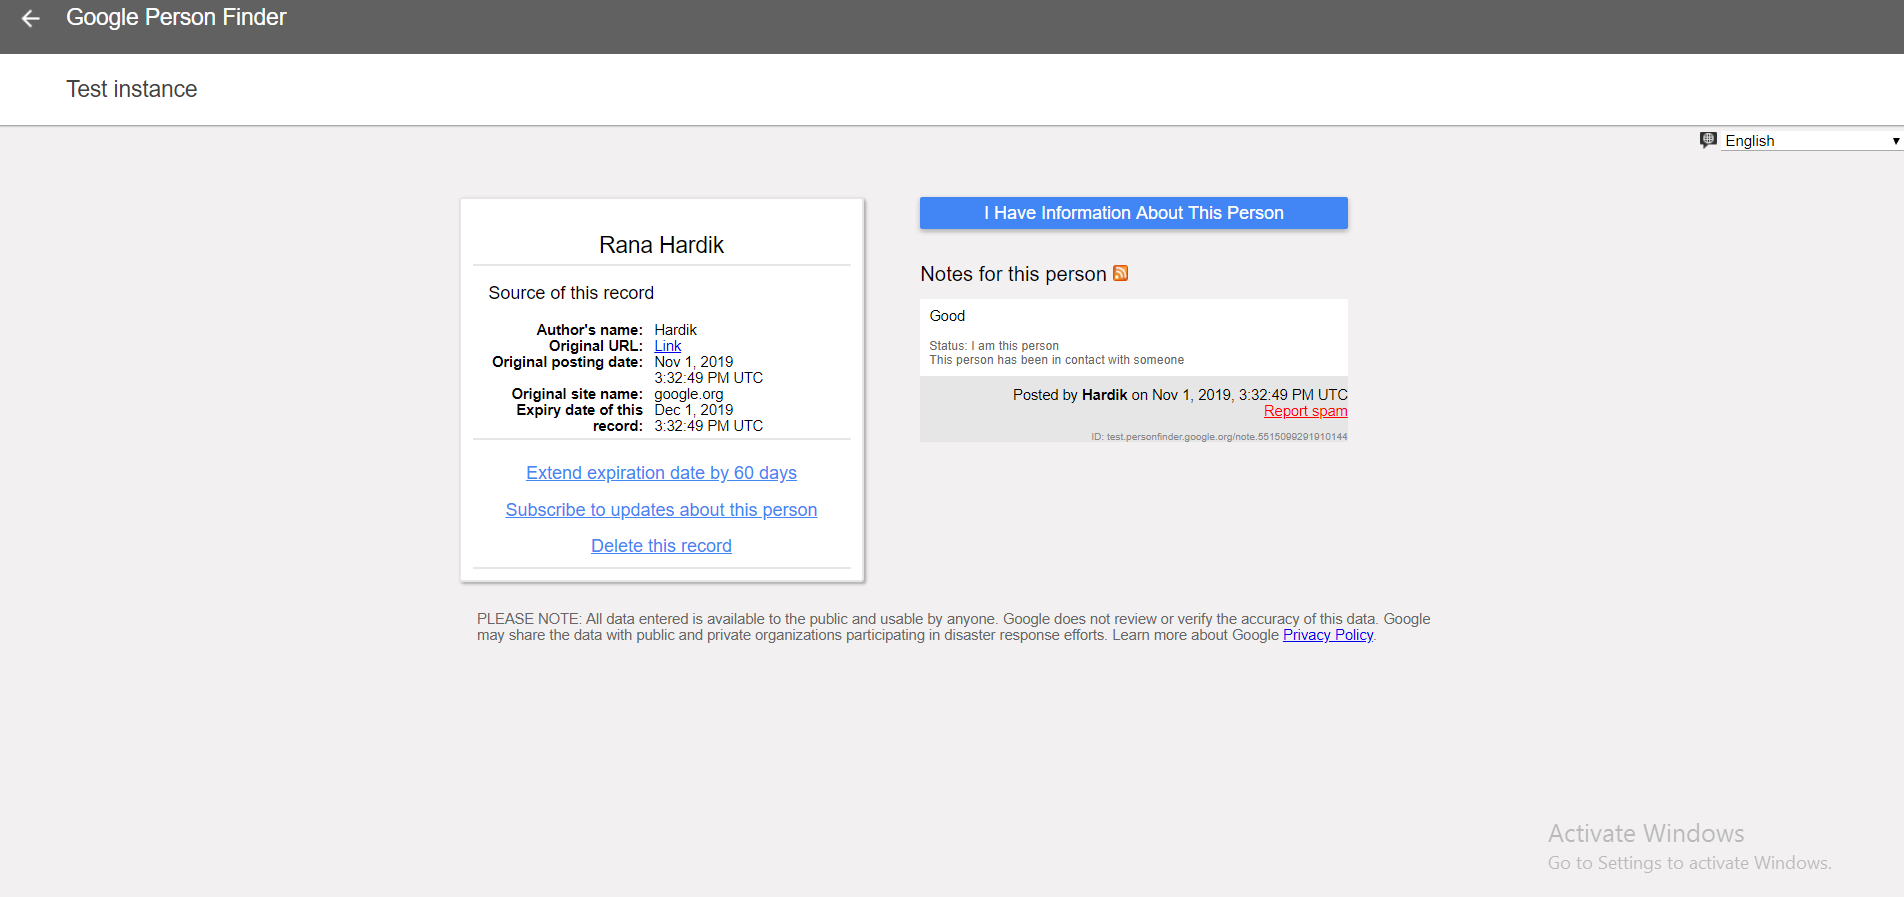 Google Person Finder
Test instance
English
Rana Hardik
Source of this record
Author's name: Hardik
Original URL: Link
Original posting date: Nov 1, 2019
3:32:49 PM UTC
Original site name: google.org
Expiry date of this Dec 1, 2019
record: 3:32:49 PM UTC
Extend expiration date by 60 days
Subscribe to updates about this person
Delete this record
I Have Information About This Person
Notes for this person
Good
Status: I am this person
This person has been in contact with someone
Posted by Hardik on Nov 1, 2019, 3:32:49 PM UTC
Report spam
ID: test.personfinder.google.org/note.5515099291910144
PLEASE NOTE: All data entered is available to the public and usable by anyone. Google does not review or verify the accuracy of this data. Google
may share the data with public and private organizations participating in disaster response efforts. Learn more about Google Privacy Policy.
Activate Windows
Go to Settings to activate Windows.